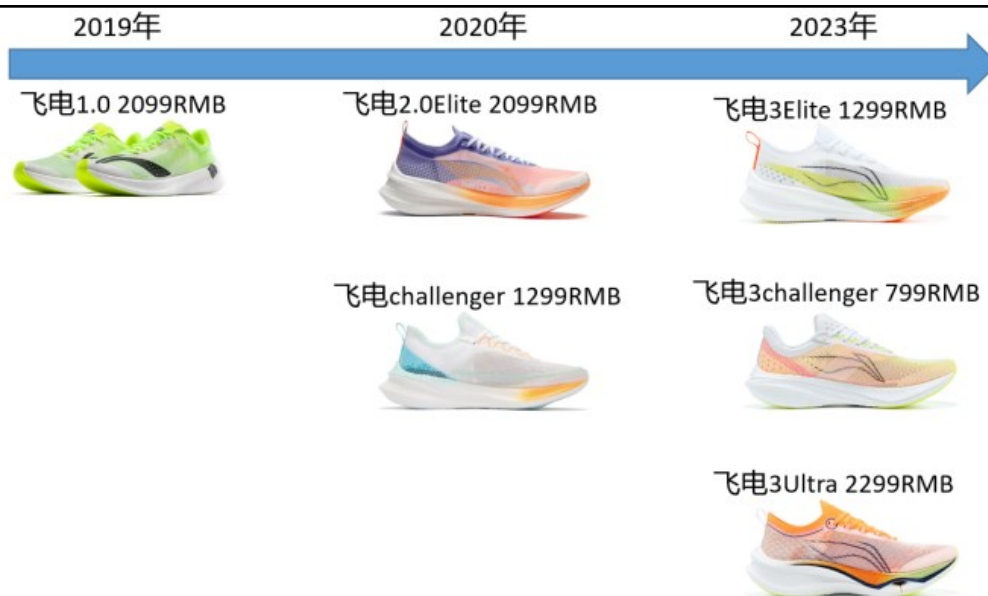 2019年
2020年
2023年
飞电1.0 2099RMB
飞电2.0Elite 2099RMB
飞电3Elite 1299RMB
飞电challenger 1299RMB
飞电3challenger 799RMB
飞电3Ultra 2299RMB